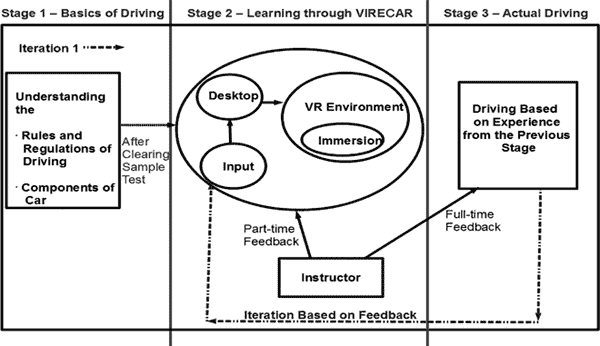 Stage 1 – Basics of Driving
Stage 2 – Learning through VIRECAR
Stage 3 – Actual Driving
Iteration 1
Understanding
the
· Rules and
Regulations of
Driving
· Components of
Car
After
Clearing
Sample
Test
Desktop
Input
VR Environment
Immersion
Driving Based
on Experience
from the Previous
Stage
Part-time
Feedback
Full-time
Feedback
Instructor
Iteration Based on Feedback